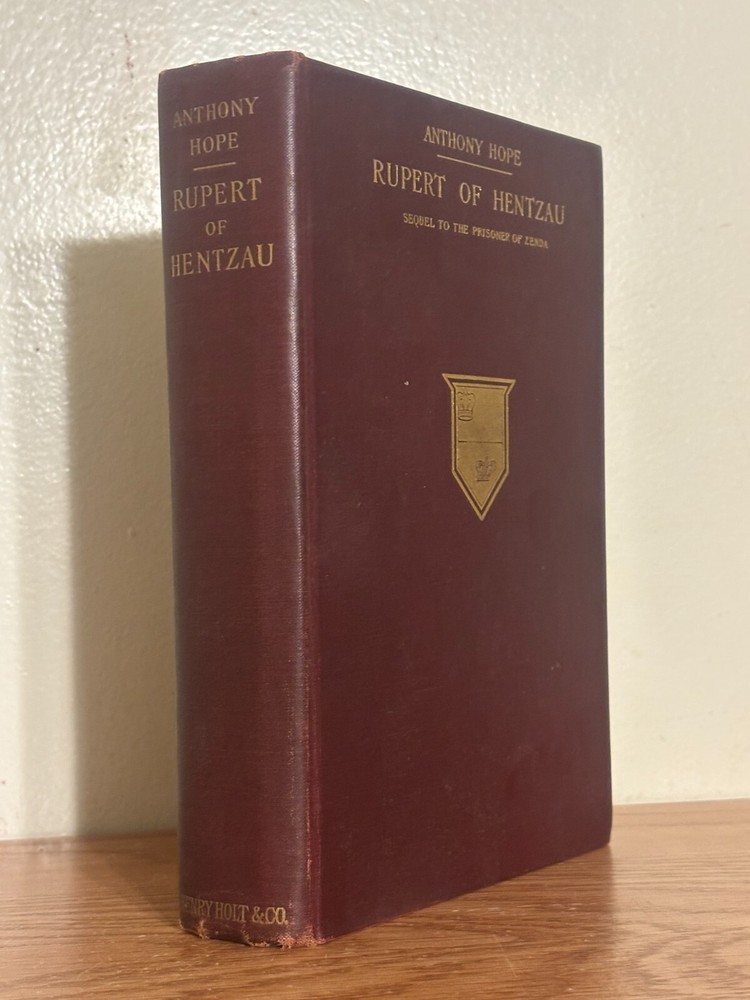 ANTHONY
HOPE
RUPERT
OF
HENTZAU
HENRY HOLT & CO.
ANTHONY HOPE
RUPERT OF HENTZAU
SEQUEL TO THE PRISONER OF ZENDA